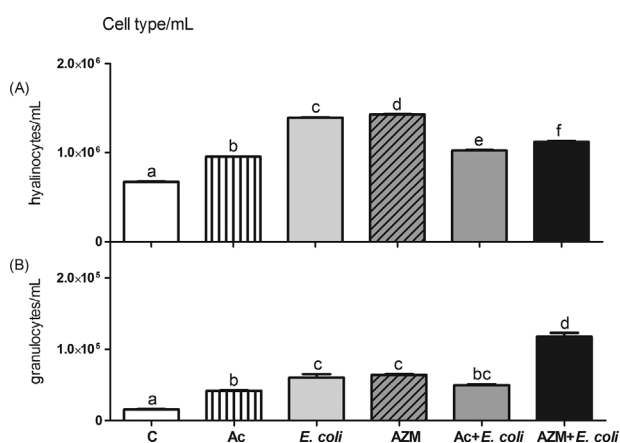 Cell type/mL
(A)
hyalinocytes/mL
2.0×10⁶
1.0×10⁶
0
a
b
c
d
e
f
(B)
granulocytes/mL
2.0×10⁵
1.0×10⁵
0
a
b
c
c
bc
d
C Ac E. coli AZM Ac+E. coli AZM+E. coli